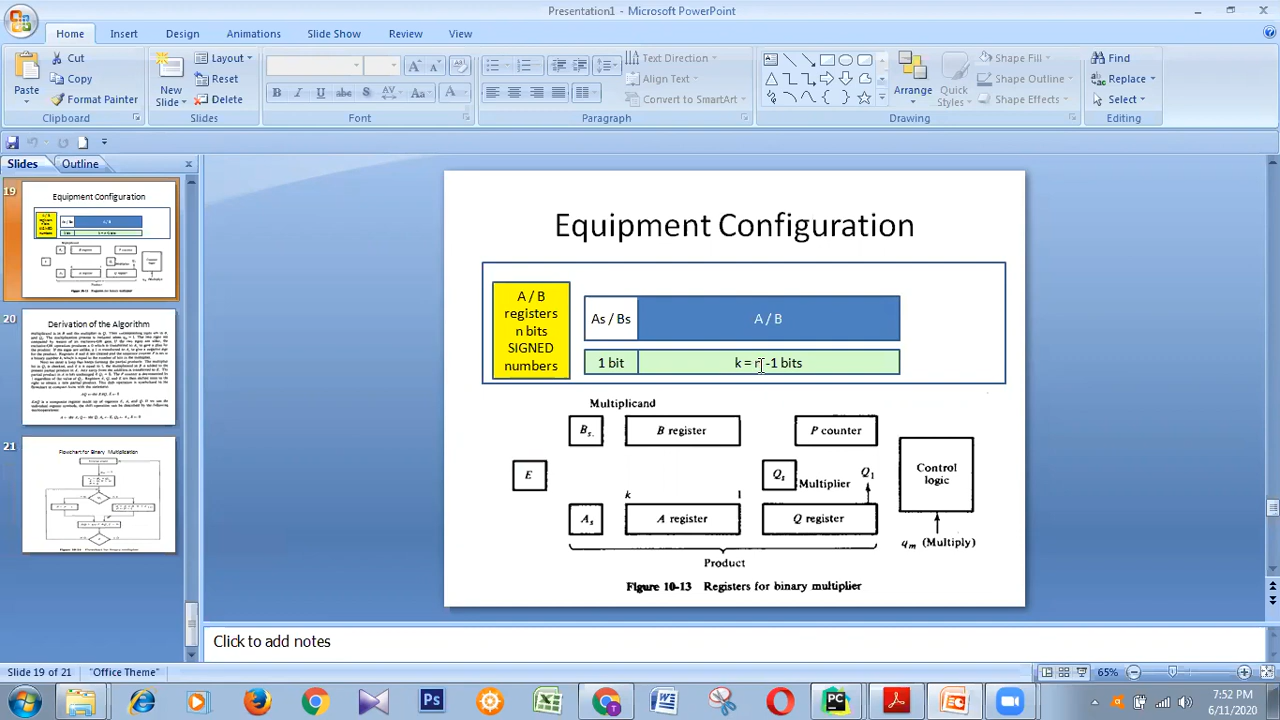 Presentation1 - Microsoft PowerPoint
Home Insert Design Animations Slide Show Review View
Cut
Copy
Format Painter
Paste
Clipboard
New
Slide
Layout
Reset
Delete
Slides
B I U abc S AV Aa A
Font
Text Direction
Align Text
Convert to SmartArt
Paragraph
Arrange
Quick
Styles
Shape Fill
Shape Outline
Shape Effects
Drawing
Find
Replace
Select
Editing
Slides Outline
19
Equipment Configuration
20
Derivation of the Algorithm
21
Flowchart for Binary Multiplication
Equipment Configuration
A / B
registers
n bits
SIGNED
numbers
As / Bs
A / B
1 bit
k = n -1 bits
Multiplicand
Bs.
B register
P counter
E
Qs
Multiplier
Q1
Control
logic
k
1
As
A register
Q register
qm (Multiply)
Product
Figure 10-13 Registers for binary multiplier
Click to add notes
Slide 19 of 21
"Office Theme"
65%
7:52 PM
6/11/2020